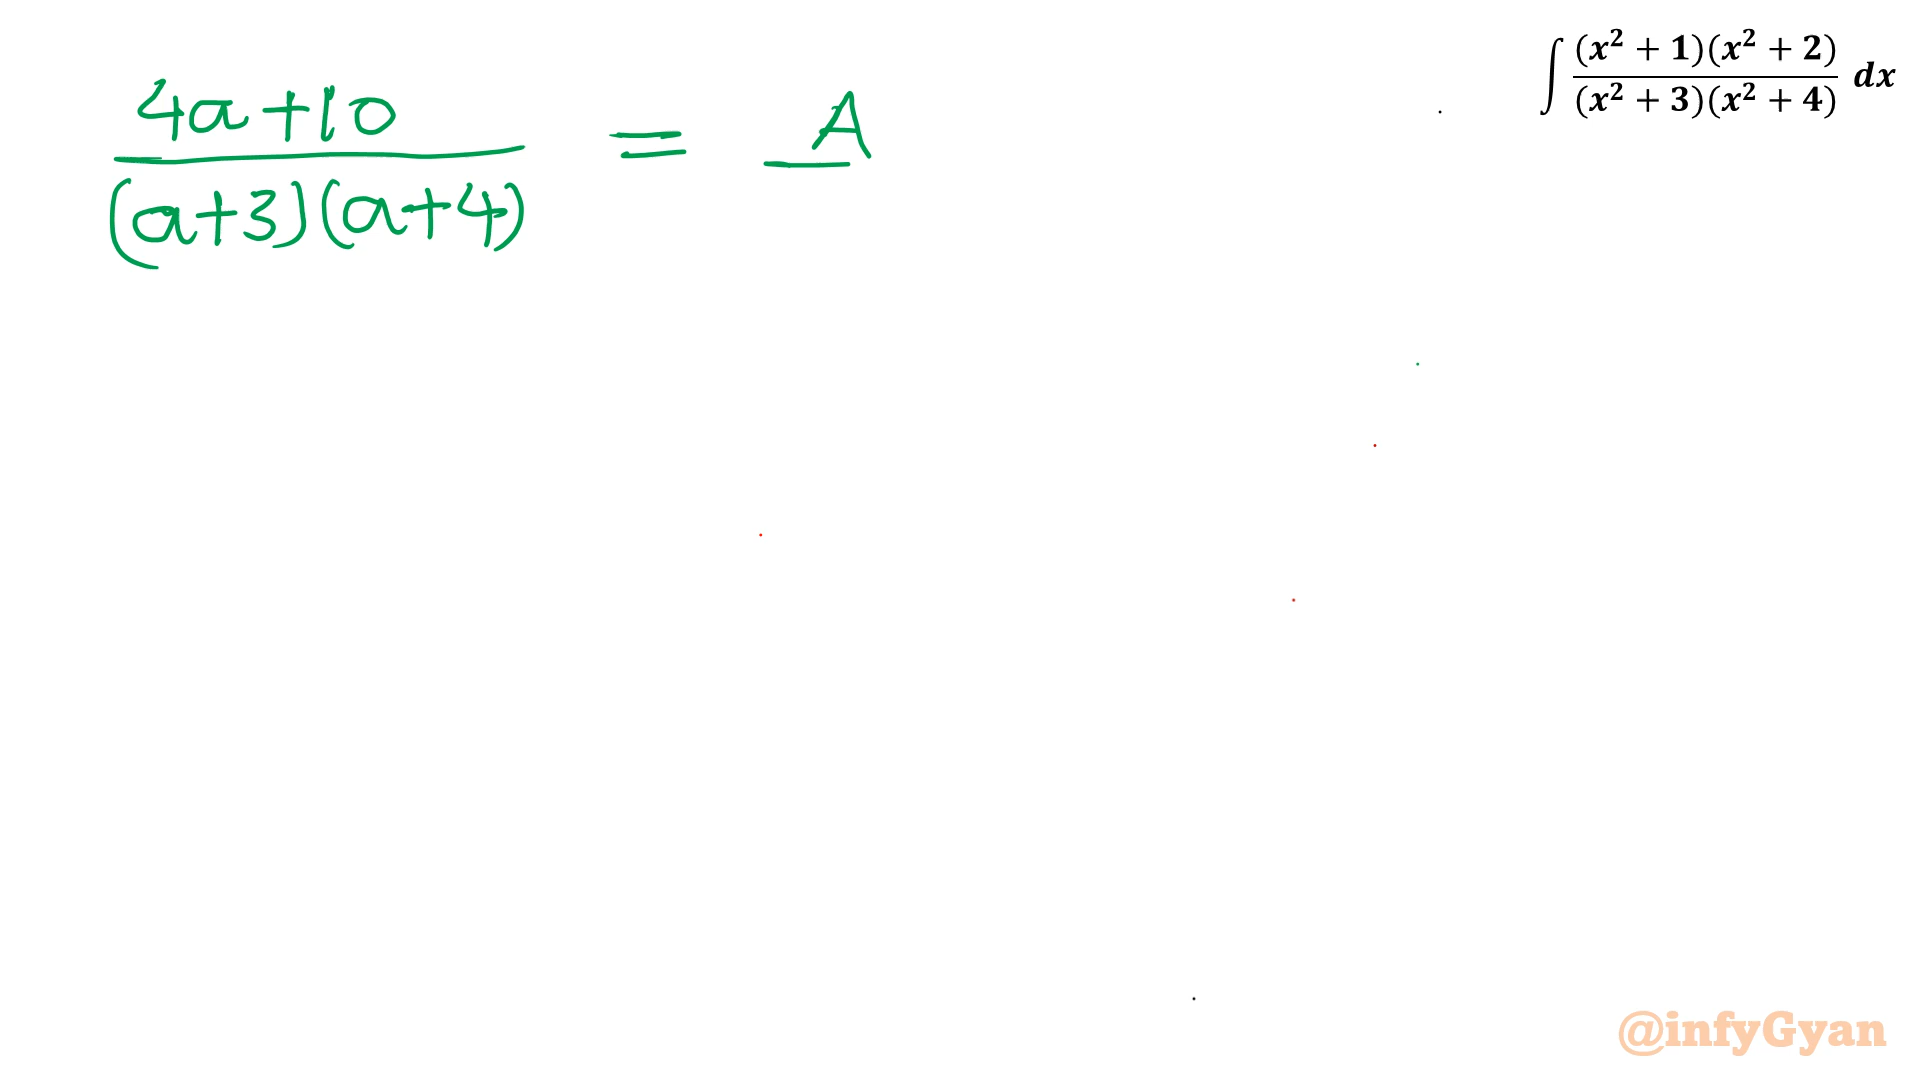 4a+10 / (a+3)(a+4) = A
∫ (x² + 1)(x² + 2) / (x² + 3)(x² + 4) dx
@infyGyan